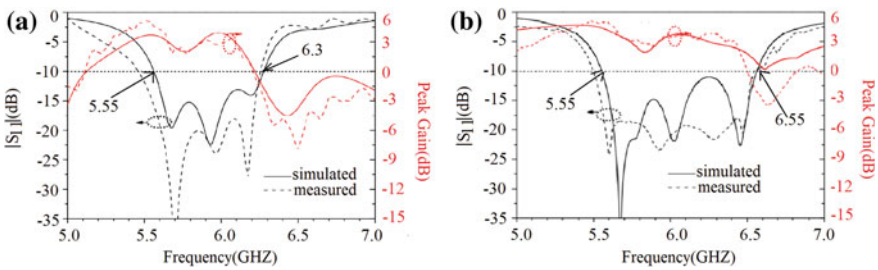 (a)
0
-5
-10
-15
-20
-25
-30
-35
|S11|(dB)
5.55
6.3
simulated
measured
6
3
0
-3
-6
-9
-12
-15
Peak Gain(dB)
5.0 5.5 6.0 6.5 7.0
Frequency(GHZ)
(b)
0
-5
-10
-15
-20
-25
-30
-35
|S11|(dB)
5.55
6.55
simulated
measured
6
3
0
-3
-6
-9
-12
-15
Peak Gain(dB)
5.0 5.5 6.0 6.5 7.0
Frequency(GHZ)